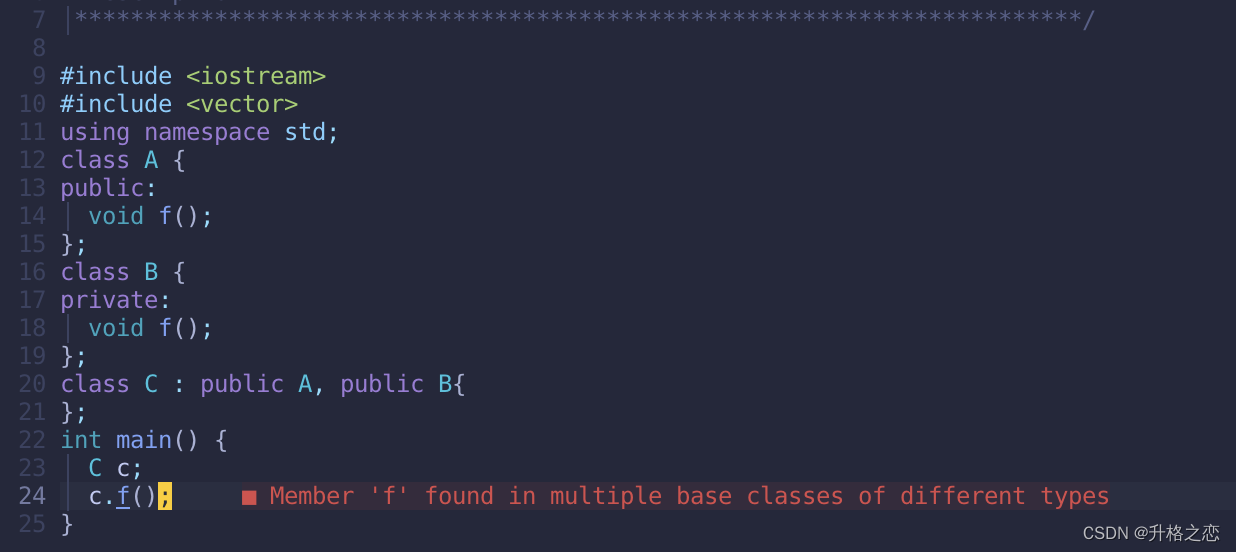 7 ************************************************************************/
8
9 #include <iostream>
10 #include <vector>
11 using namespace std;
12 class A {
13 public:
14   void f();
15 };
16 class B {
17 private:
18   void f();
19 };
20 class C : public A, public B{
21 };
22 int main() {
23   C c;
24   c.f();     ■ Member 'f' found in multiple base classes of different types
25 }
CSDN @升格之恋